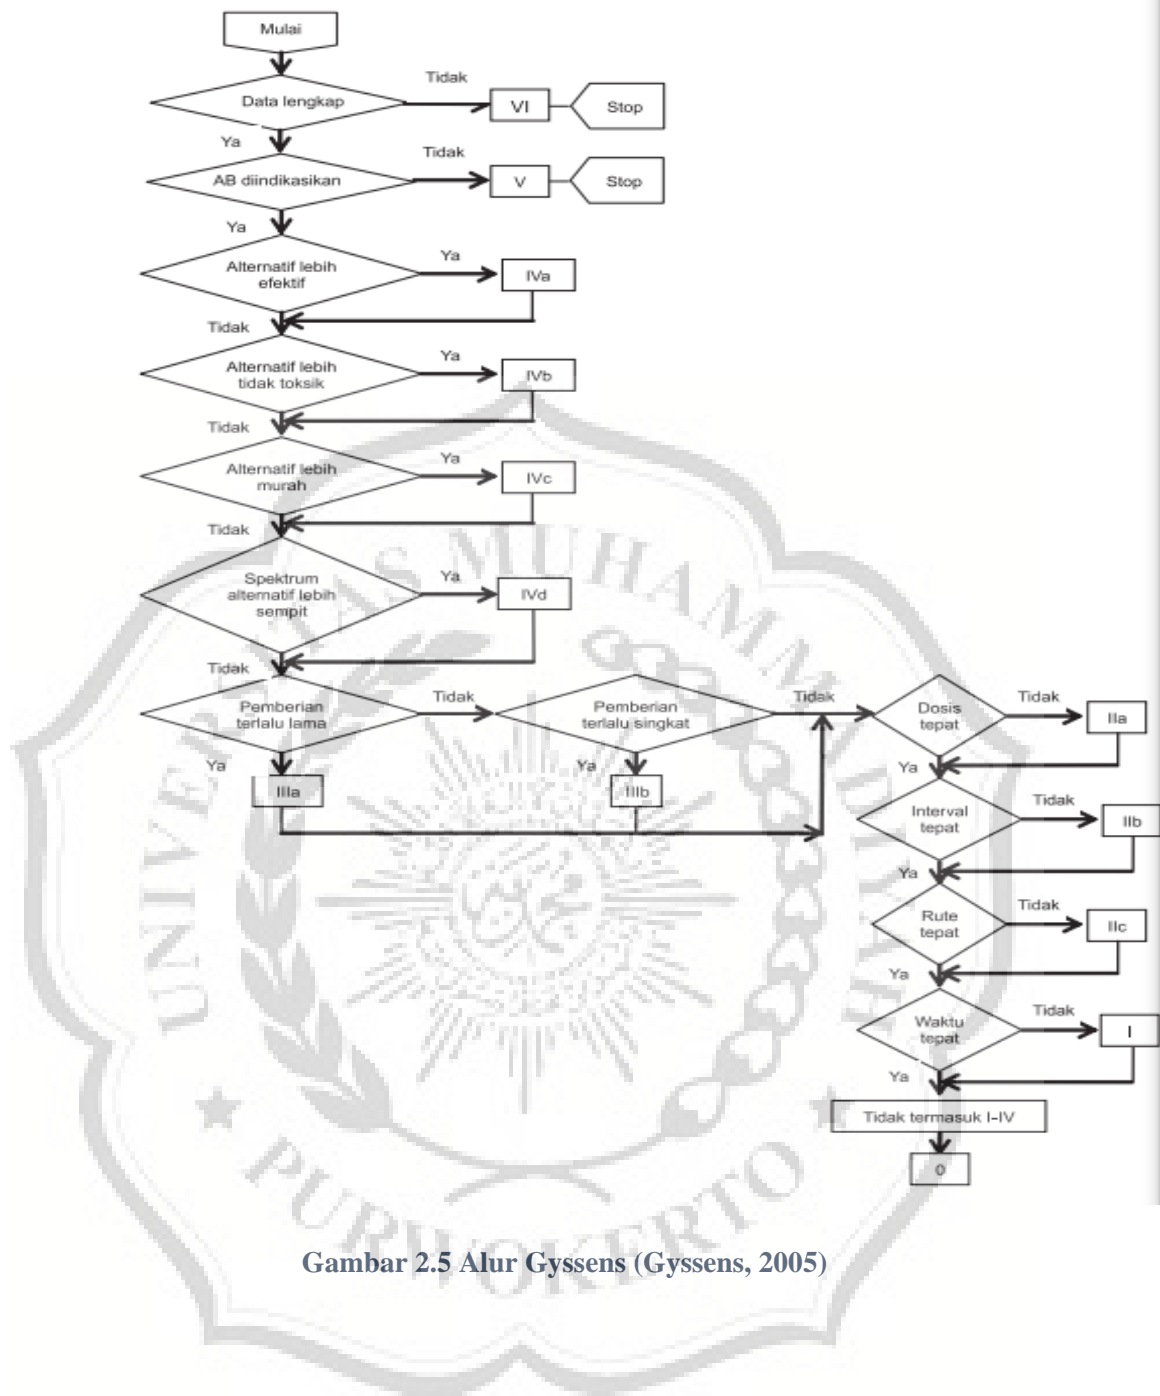 Mulai
Tidak
Data lengkap
VI
Stop
Ya
Tidak
AB diindikasikan
V
Stop
Ya
Alternatif lebih
efektif
Ya
IVa
Tidak
Alternatif lebih
tidak toksik
Ya
IVb
Tidak
Alternatif lebih
murah
Ya
IVc
Tidak
Spektrum
alternatif lebih
sempit
Ya
IVd
Tidak
Pemberian
terlalu lama
Tidak
Pemberian
terlalu singkat
Tidak
Dosis
tepat
Tidak
IIa
Ya
IIIa
Ya
IIIb
Ya
Interval
tepat
Tidak
IIb
Ya
Rute
tepat
Tidak
IIc
Ya
Waktu
tepat
Tidak
I
Ya
Tidak termasuk I-IV
0
UNIVERSITAS MUHAMMADIYAH
PURWOKERTO
Gambar 2.5 Alur Gyssens (Gyssens, 2005)